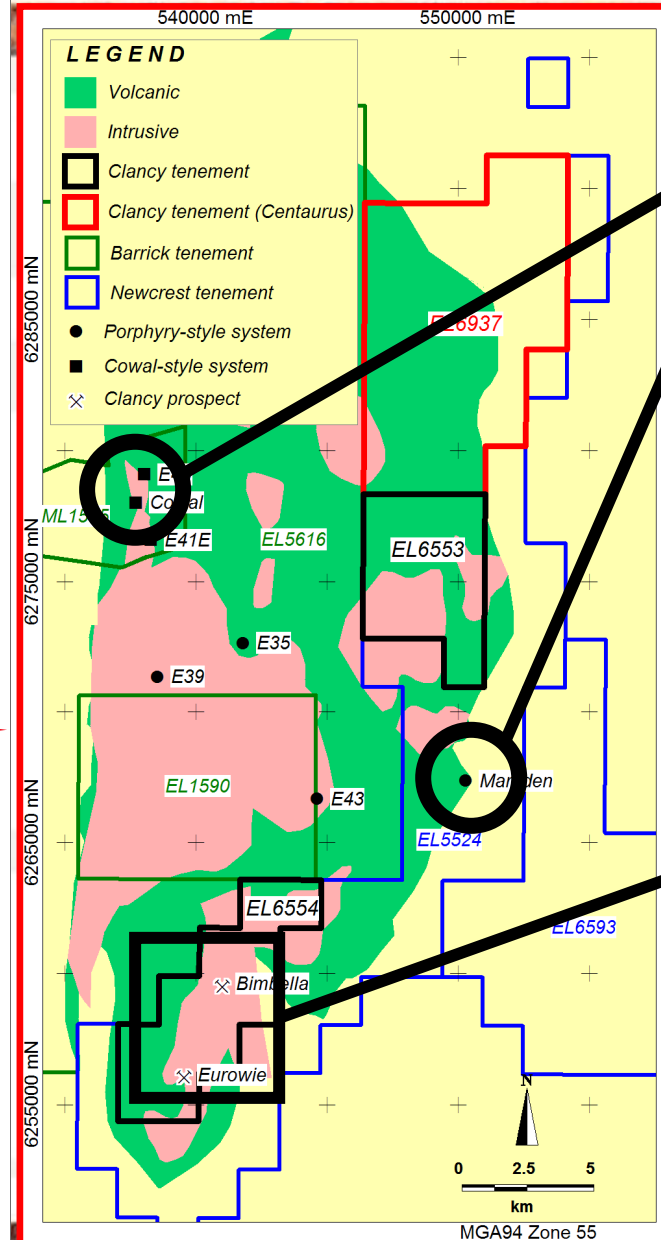 540000 mE
550000 mE
LEGEND
Volcanic
Intrusive
Clancy tenement
Clancy tenement (Centaurus)
Barrick tenement
Newcrest tenement
Porphyry-style system
Cowal-style system
Clancy prospect
6285000 mN
EL6937
Cowal
E41E
EL5616
EL6553
6275000 mN
E35
E39
EL1590
E43
Marsden
EL5524
6265000 mN
EL6554
EL6593
Bimbella
Eurowie
6255000 mN
N
0 2.5 5
km
MGA94 Zone 55